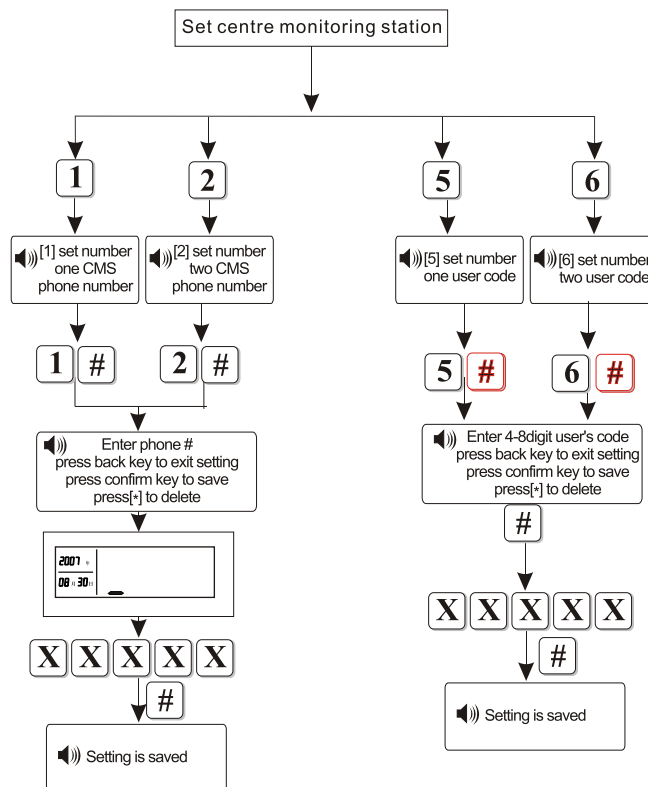 Set centre monitoring station
1
2
5
6
[1] set number
one CMS
phone number
[2] set number
two CMS
phone number
[5] set number
one user code
[6] set number
two user code
1 #
2 #
5 #
6 #
Enter phone #
press back key to exit setting
press confirm key to save
press[*] to delete
Enter 4-8digit user's code
press back key to exit setting
press confirm key to save
press[*] to delete
#
2007
08 30
X X X X X
#
Setting is saved
X X X X X
#
Setting is saved